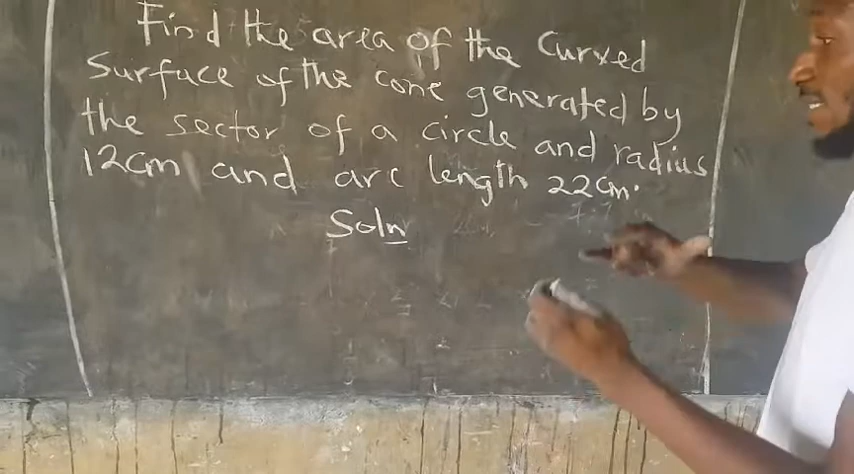 Find the area of the Curved
Surface of the cone generated by
the sector of a circle and radius
12cm and arc length 22cm.
Soln